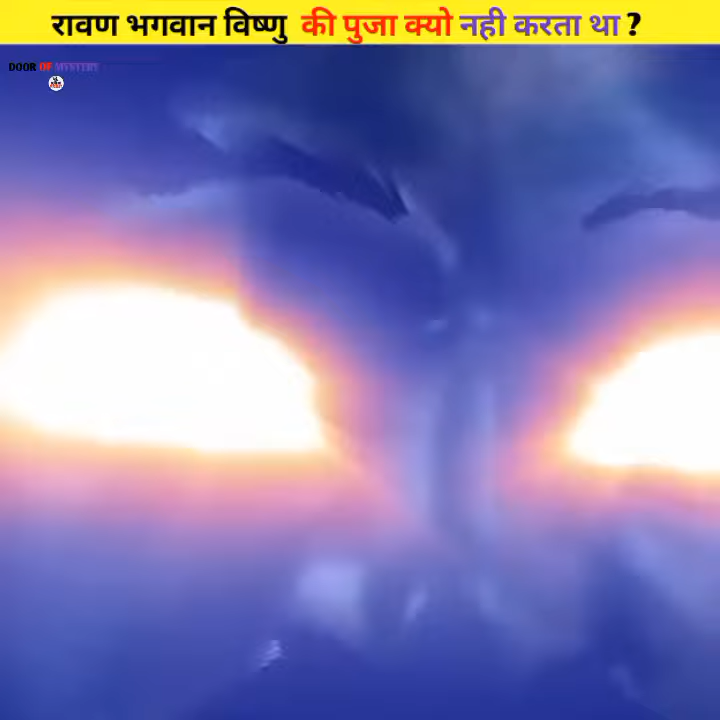 रावण भगवान विष्णु की पुजा क्यो नही करता था ?
DOOR OF MYSTERY